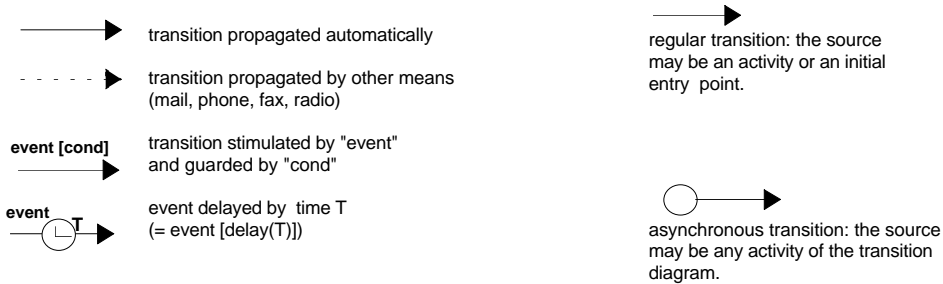 transition propagated automatically
transition propagated by other means
(mail, phone, fax, radio)
event [cond]
transition stimulated by "event"
and guarded by "cond"
event
T
event delayed by time T
(= event [delay(T)])
regular transition: the source
may be an activity or an initial
entry point.
asynchronous transition: the source
may be any activity of the transition
diagram.